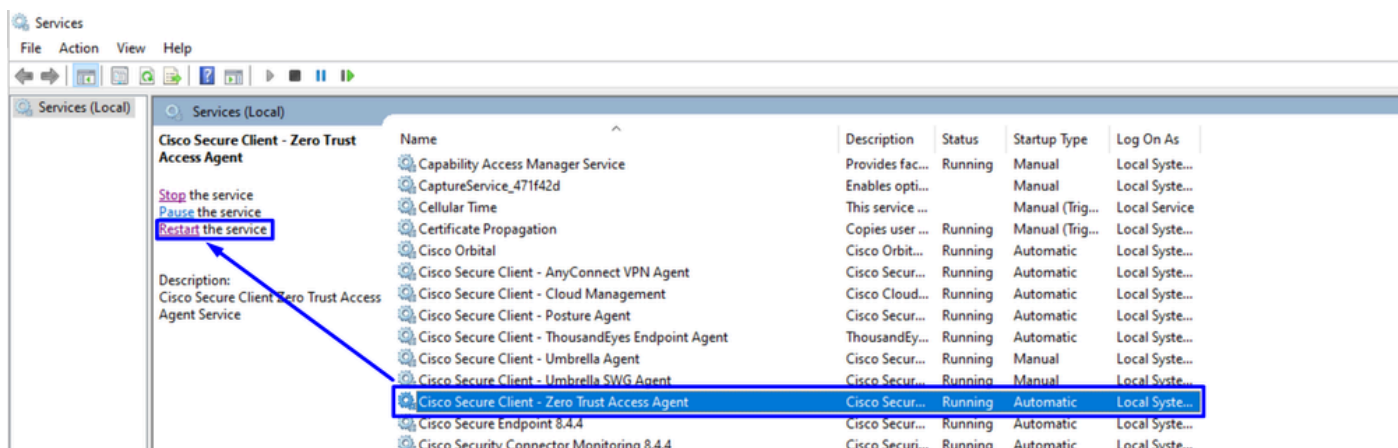 Services
File Action View Help
Services (Local)
Services (Local)
Cisco Secure Client - Zero Trust
Access Agent
Stop the service
Pause the service
Restart the service
Description:
Cisco Secure Client Zero Trust Access
Agent Service
Name Description Status Startup Type Log On As
Capability Access Manager Service Provides fac... Running Manual Local Syste...
CaptureService_471f42d Enables opti... Manual Local Syste...
Cellular Time This service ... Manual (Trig... Local Service
Certificate Propagation Copies user ... Running Manual (Trig... Local Syste...
Cisco Orbital Cisco Orbit... Running Automatic Local Syste...
Cisco Secure Client - AnyConnect VPN Agent Cisco Secur... Running Automatic Local Syste...
Cisco Secure Client - Cloud Management Cisco Cloud... Running Automatic Local Syste...
Cisco Secure Client - Posture Agent Cisco Secur... Running Automatic Local Syste...
Cisco Secure Client - ThousandEyes Endpoint Agent ThousandEy... Running Automatic Local Syste...
Cisco Secure Client - Umbrella Agent Cisco Secur... Running Manual Local Syste...
Cisco Secure Client - Umbrella SWG Agent Cisco Secur... Running Manual Local Syste...
Cisco Secure Client - Zero Trust Access Agent Cisco Secur... Running Automatic Local Syste...
Cisco Secure Endpoint 8.4.4 Cisco Secur... Running Automatic Local Syste...
Cisco Security Connector Monitoring 8.4.4 Cisco Securi... Running Automatic Local Syste...